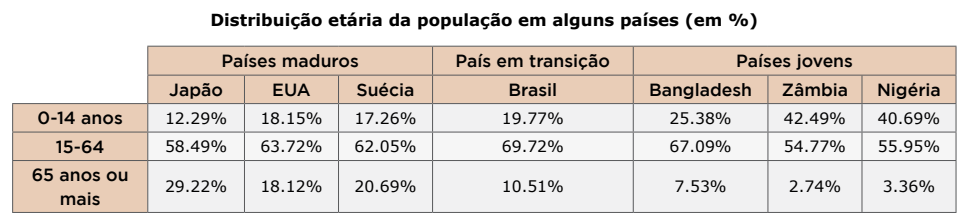 Distribuição etária da população em alguns países (em %)
Países maduros País em transição Países jovens
Japão EUA Suécia Brasil Bangladesh Zâmbia Nigéria
0-14 anos 12.29% 18.15% 17.26% 19.77% 25.38% 42.49% 40.69%
15-64 58.49% 63.72% 62.05% 69.72% 67.09% 54.77% 55.95%
65 anos ou
mais 29.22% 18.12% 20.69% 10.51% 7.53% 2.74% 3.36%